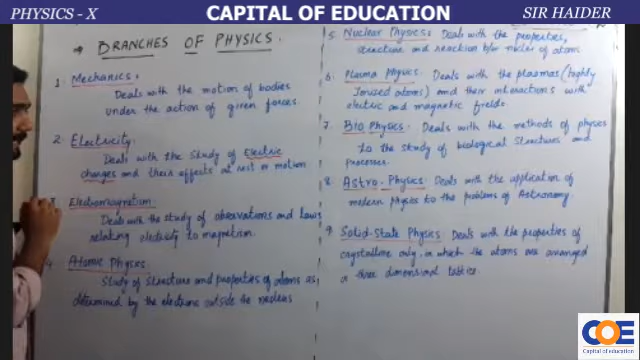 PHYSICS - X
CAPITAL OF EDUCATION
SIR HAIDER
→ BRANCHES OF PHYSICS.
1. Mechanics:
Deals with the motion of bodies
under the action of given forces.
2. Electricity:
Deals with the study of Electric
charges and their effects at rest or motion
3. Electromagnetism:
Deals with the study of observations and laws
relating electricity to magnetism.
4. Atomic Physics:
Study of structure and properties of atoms as
determined by the electrons outside the nucleus
5. Nuclear Physics: Deals with the properties,
structure and reaction b/w nuclei of atom
6. Plasma Physics: Deals with the plasmas (highly
Ionized atoms) and their interactions with
electric and magnetic fields.
7. Bio Physics: Deals with the methods of physics
to the study of biological structures and
processes.
8. Astro-Physics: Deals with the application of
modern physics to the problems of Astronomy.
9. Solid-State Physics: Deals with the properties of
crystalline only, in which the atoms are arranged
a three dimensional lattice.
COE
Capital of education